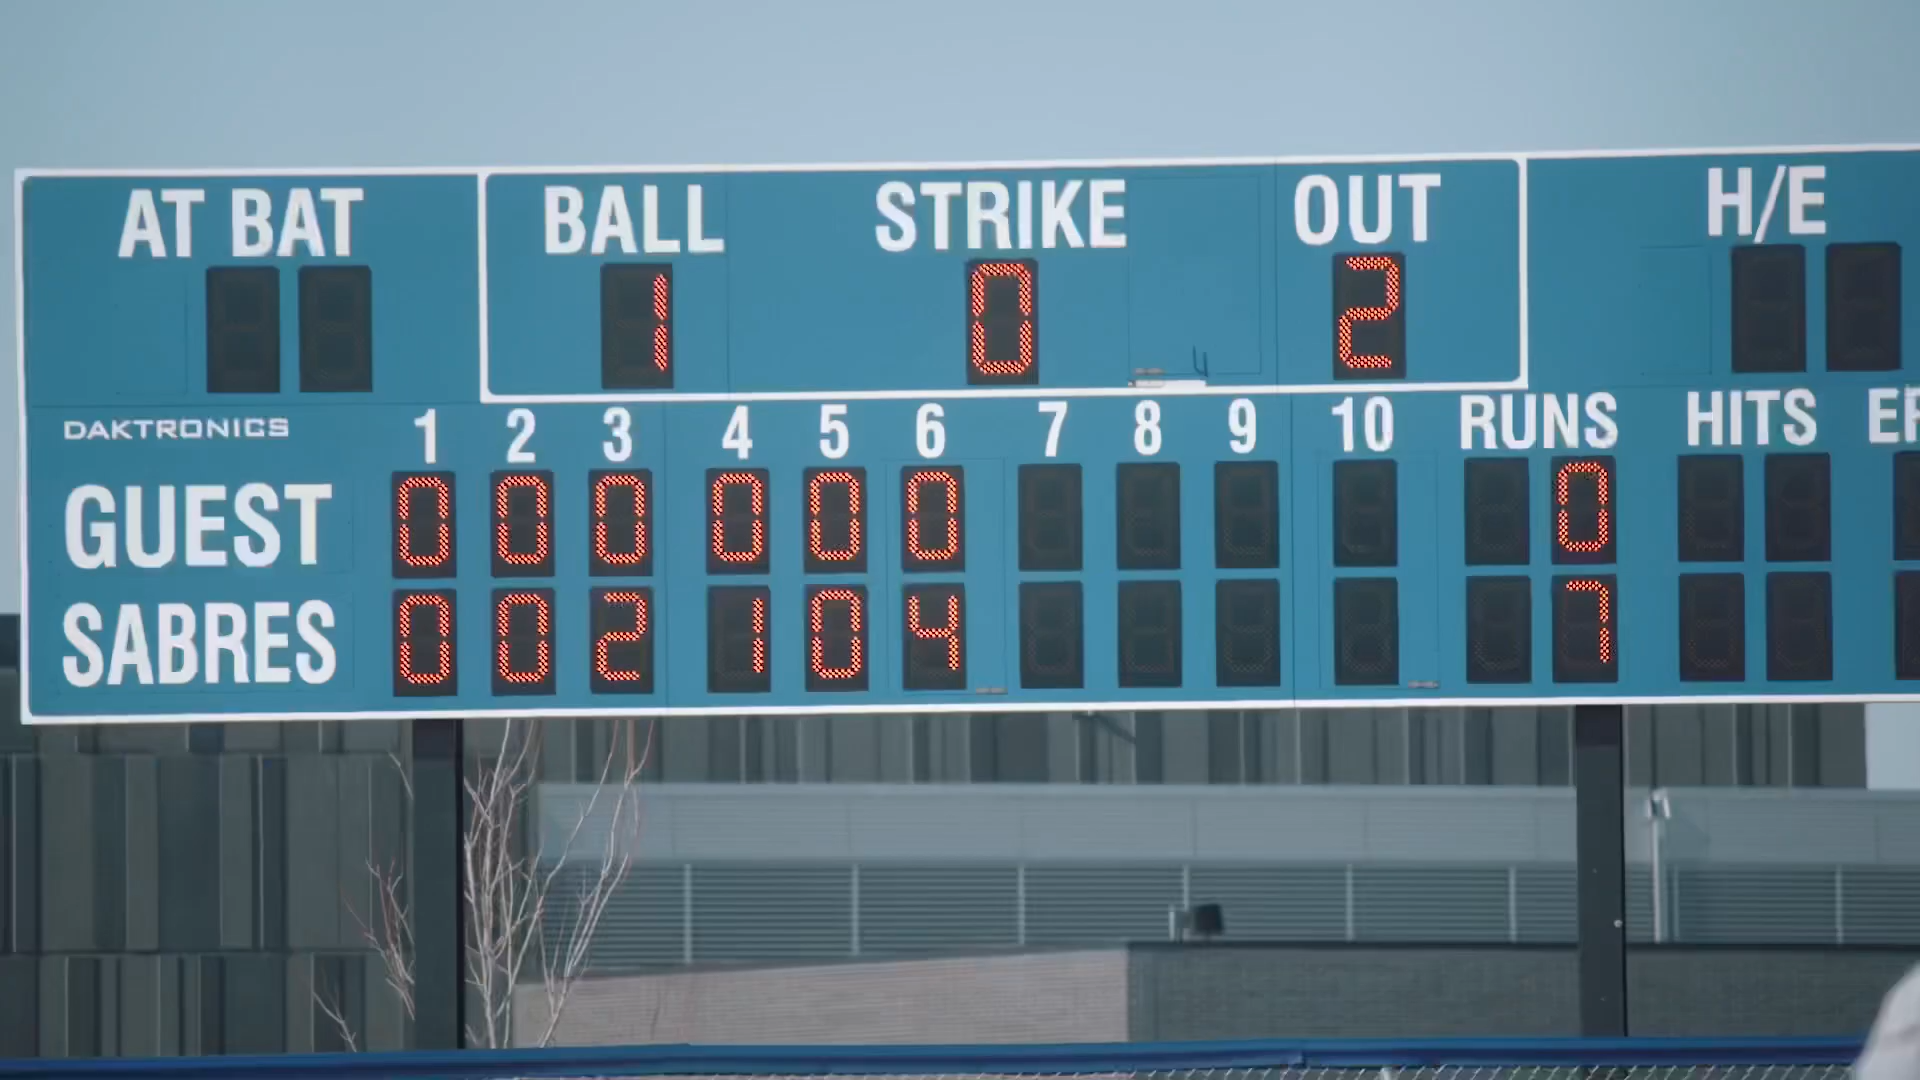 AT BAT BALL STRIKE OUT H/E
1 0 2
DAKTRONICS 1 2 3 4 5 6 7 8 9 10 RUNS HITS
GUEST 0 0 0 0 0 0 0
SABRES 0 0 2 1 0 4 7